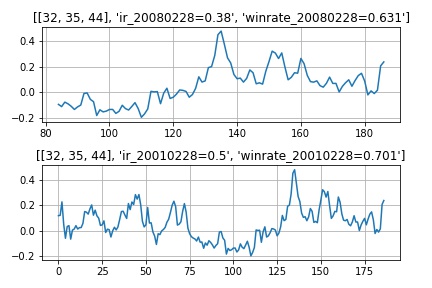 [[32, 35, 44], 'ir_20080228=0.38', 'winrate_20080228=0.631']
0.4
0.2
0.0
−0.2
80 100 120 140 160 180
[[32, 35, 44], 'ir_20010228=0.5', 'winrate_20010228=0.701']
0.4
0.2
0.0
−0.2
0 25 50 75 100 125 150 175